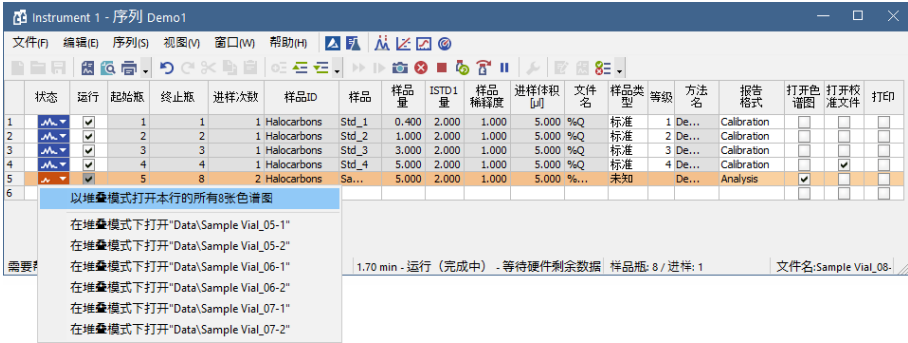 Instrument 1 - 序列 Demo1
文件(F) 编辑(E) 序列(S) 视图(V) 窗口(W) 帮助(H)
状态 运行 起始瓶 终止瓶 进样次数 样品ID 样品 样品量 ISTD1量 样品稀释度 进样体积[µl] 文件名 样品类型 等级 方法名 报告格式 打开色谱图 打开校准文件 打印
1 1 1 1 Halocarbons Std_1 0.400 2.000 1.000 5.000 %Q 标准 1 De... Calibration
2 2 2 1 Halocarbons Std_2 1.000 2.000 1.000 5.000 %Q 标准 2 De... Calibration
3 3 3 1 Halocarbons Std_3 3.000 2.000 1.000 5.000 %Q 标准 3 De... Calibration
4 4 4 1 Halocarbons Std_4 5.000 2.000 1.000 5.000 %Q 标准 4 De... Calibration
5 5 8 2 Halocarbons Sa... 5.000 2.000 1.000 5.000 %... 未知 De... Analysis
6
以堆叠模式打开本行的所有8张色谱图
在堆叠模式下打开"Data\Sample Vial_05-1"
在堆叠模式下打开"Data\Sample Vial_05-2"
在堆叠模式下打开"Data\Sample Vial_06-1"
在堆叠模式下打开"Data\Sample Vial_06-2"
在堆叠模式下打开"Data\Sample Vial_07-1"
在堆叠模式下打开"Data\Sample Vial_07-2"
需要 1.70 min - 运行（完成中） - 等待硬件剩余数据 样品瓶: 8 / 进样: 1 文件名:Sample Vial_08-